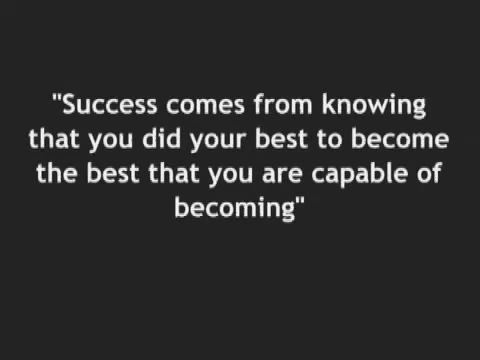 "Success comes from knowing
that you did your best to become
the best that you are capable of
becoming"